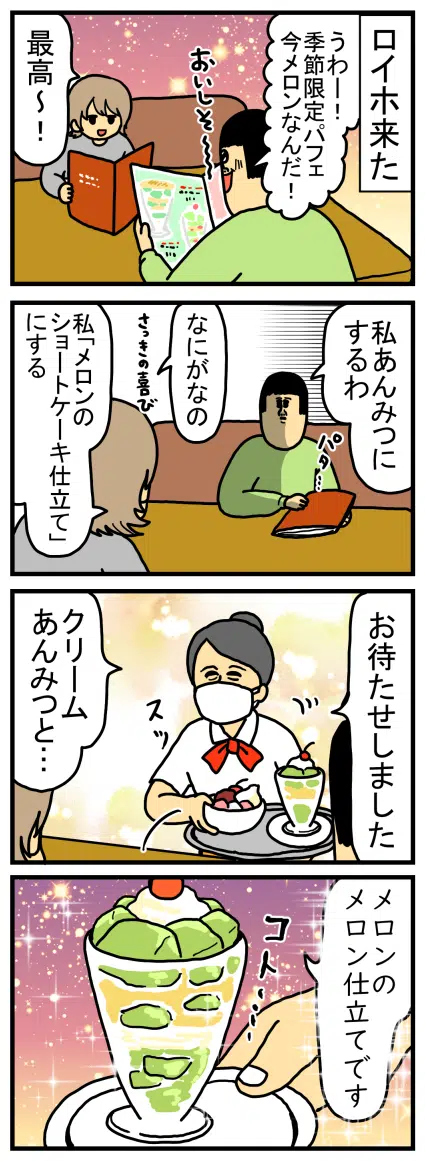 ロイホ来た
うわー！
季節限定パフェ
今メロンなんだ！
おいしそ〜〜
最高〜！
私あんみつに
するわ
パタ…
なにがなの
さっきの喜び
私「メロンの
ショートケーキ仕立て」
にする
お待たせしました
スッ
クリーム
あんみつと…
メロンの
メロン仕立てです
コト…